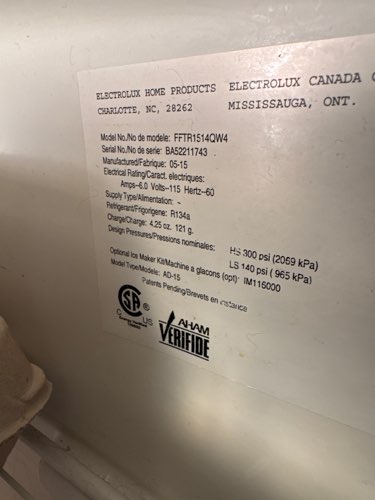 ELECTROLUX HOME PRODUCTS ELECTROLUX CANADA
CHARLOTTE, NC, 28262 MISSISSAUGA, ONT.
Model No./No de modele: FFTR1514QW4
Serial No./No de série: BA52211743
Manufactured/Fabrique: 05-15
Electrical Rating/Caract. electriques:
Amps--6.0 Volts--115 Hertz--60
Supply Type/Alimentation: ~
Refrigerant/Frigorigene: R134a
Charge/Charge: 4.25 oz. 121 g.
Design Pressures/Pressions nominales: HS 300 psi (2069 kPa)
LS 140 psi ( 965 kPa)
Optional Ice Maker Kit/Machine a glacons (opt): IM116000
Model Type/Modele: AD-15
Patents Pending/Brevets en instance
CSA ®
C US
AHAM
VERIFIDE